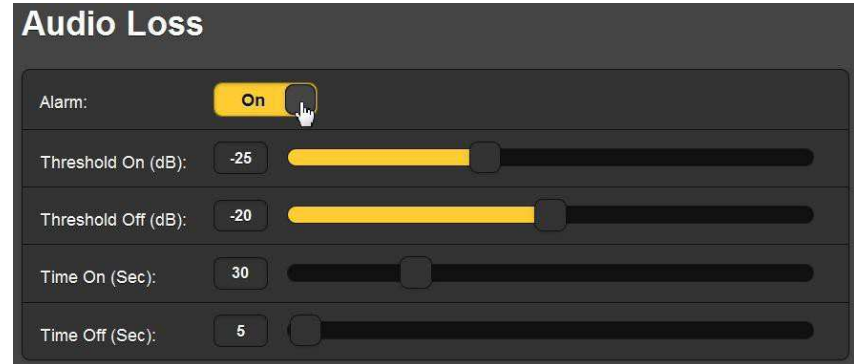 Audio Loss
Alarm: On
Threshold On (dB): -25
Threshold Off (dB): -20
Time On (Sec): 30
Time Off (Sec): 5